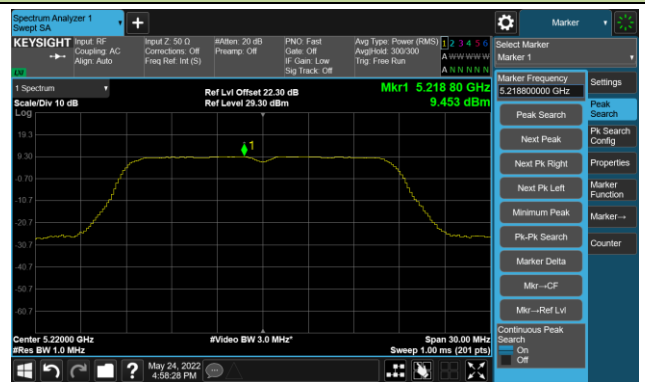 Spectrum Analyzer 1
Swept SA
+
Marker
KEYSIGHT
Input: RF
Coupling: AC
Align: Auto
Input Z: 50 Ω
Corrections: Off
Freq Ref: Int (S)
#Atten: 20 dB
Preamp: Off
PNO: Fast
Gate: Off
IF Gain: Low
Sig Track: Off
Avg Type: Power (RMS)
Avg|Hold: 300/300
Trig: Free Run
1 2 3 4 5 6
A W W W W W
A N N N N N
LM
Select Marker
Marker 1
1 Spectrum
Scale/Div 10 dB
Log
Ref Lvl Offset 22.30 dB
Ref Level 29.30 dBm
Mkr1 5.218 80 GHz
9.453 dBm
19.3
9.30
-0.70
-10.7
-20.7
-30.7
-40.7
-50.7
-60.7
1
Center 5.22000 GHz
#Res BW 1.0 MHz
#Video BW 3.0 MHz*
Span 30.00 MHz
Sweep 1.00 ms (201 pts)
Marker Frequency
5.218800000 GHz
Peak Search
Next Peak
Next Pk Right
Next Pk Left
Minimum Peak
Pk-Pk Search
Marker Delta
Mkr→CF
Mkr→Ref Lvl
Continuous Peak
Search
On
Off
Settings
Peak
Search
Pk Search
Config
Properties
Marker
Function
Marker→
Counter
?
May 24, 2022
4:58:28 PM